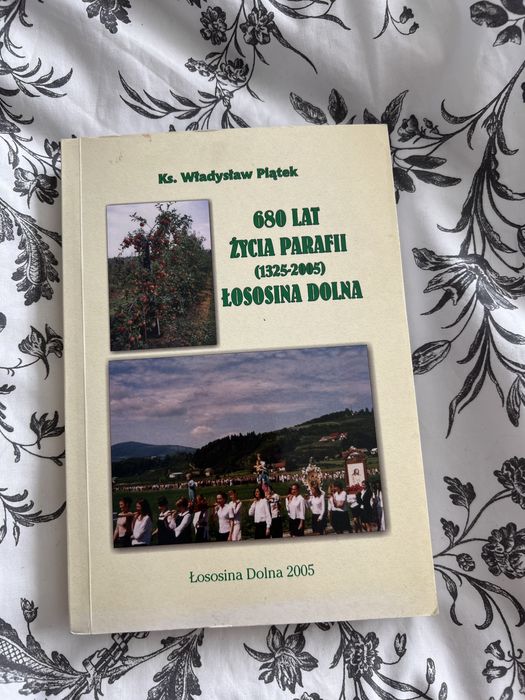 Ks. Władysław Piątek
680 LAT
ŻYCIA PARAFII
(1325-2005)
ŁOSOSINA DOLNA
Łososina Dolna 2005